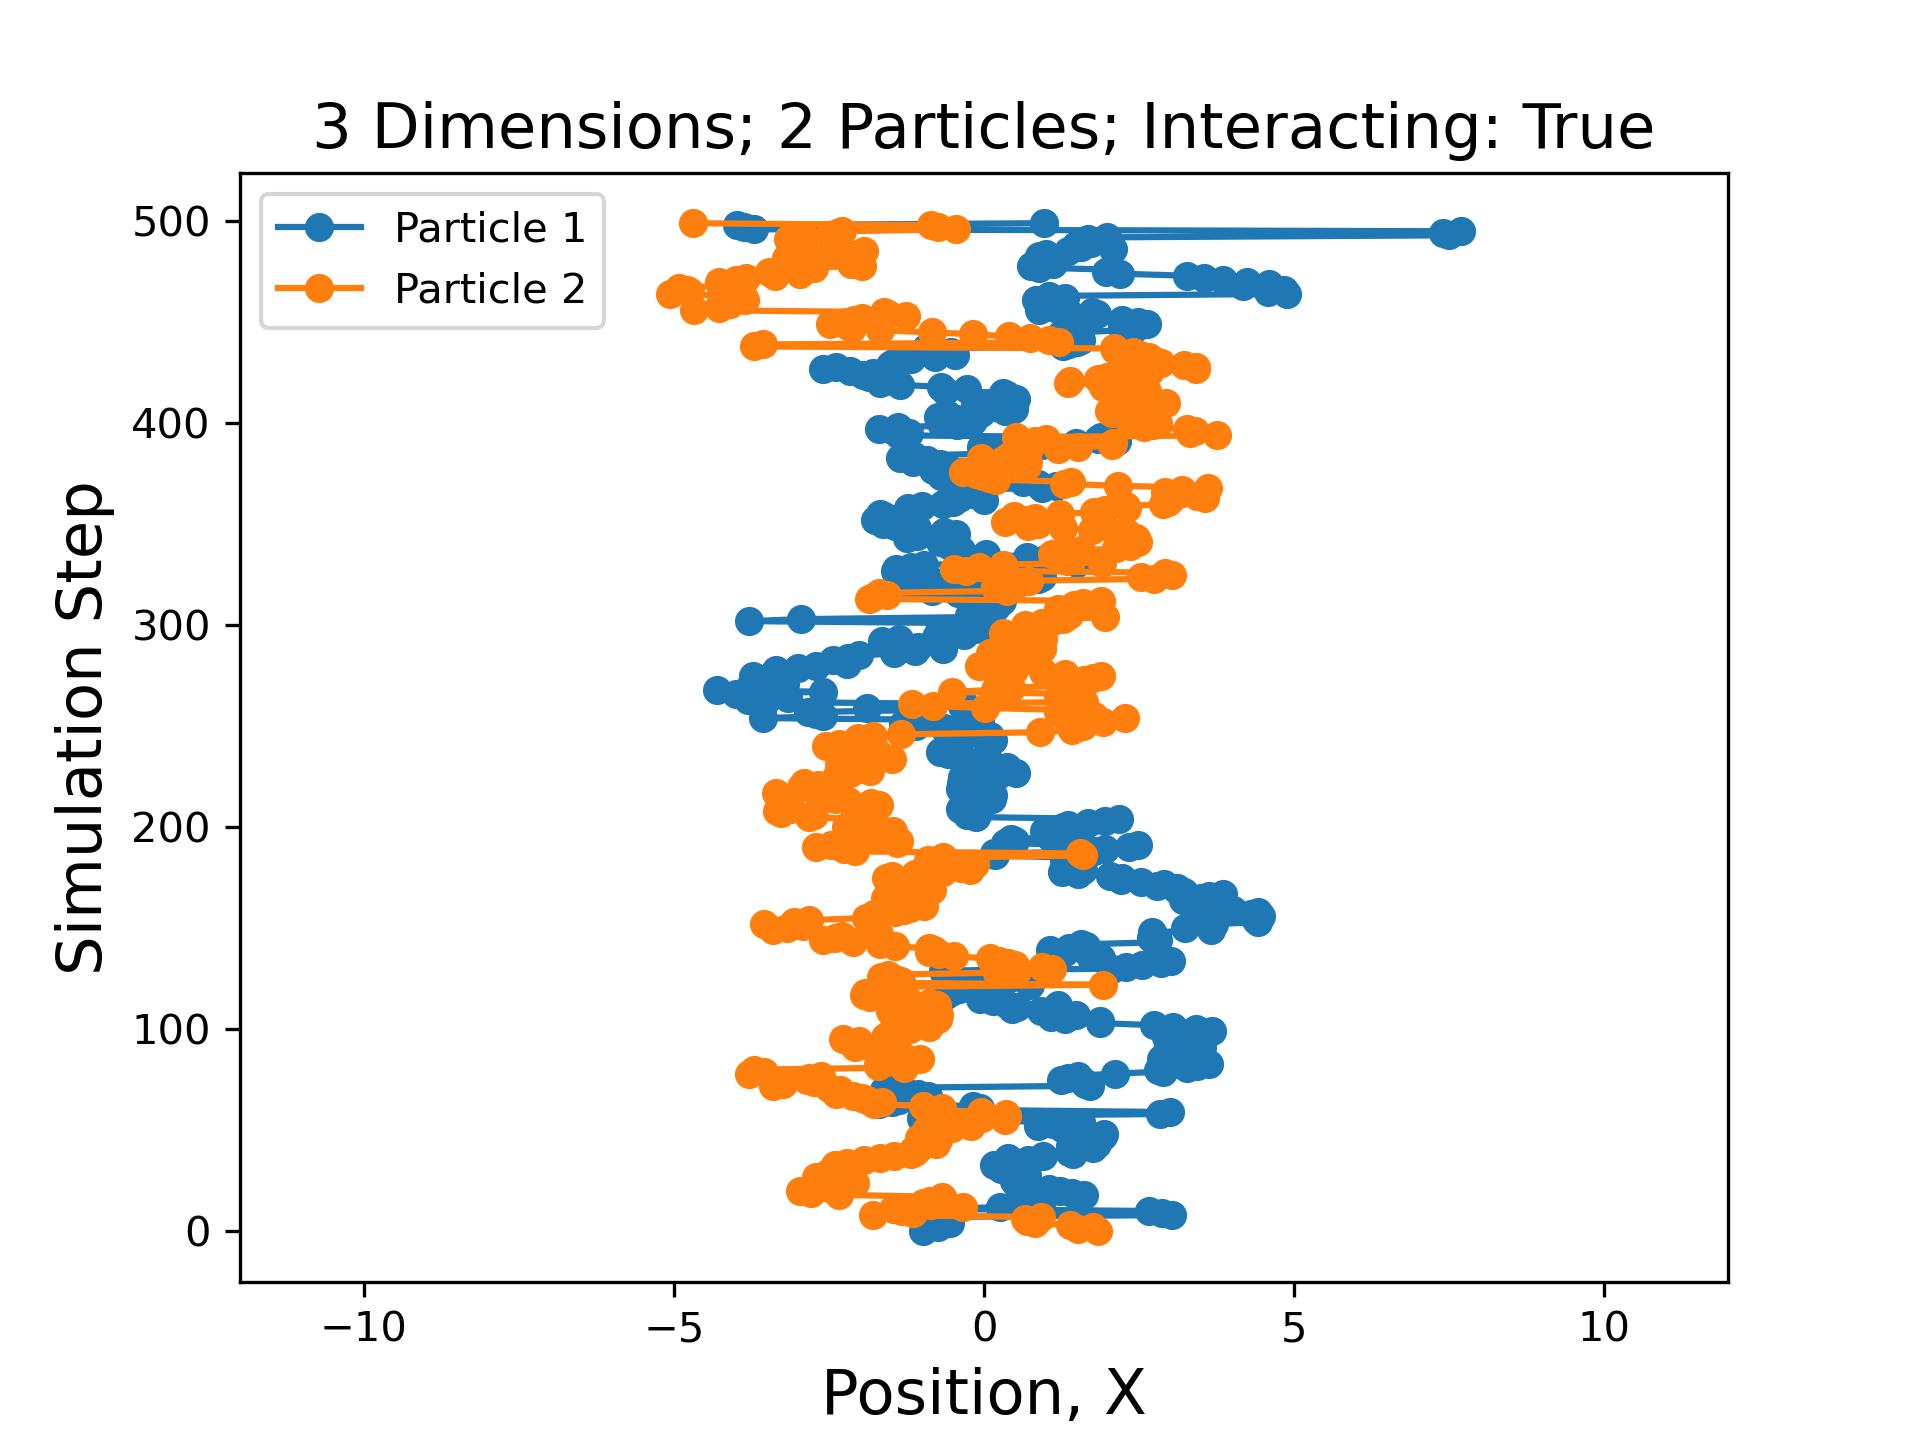 3 Dimensions; 2 Particles; Interacting: True
Particle 1
Particle 2
Simulation Step
500
400
300
200
100
0
−10
−5
0
5
10
Position, X